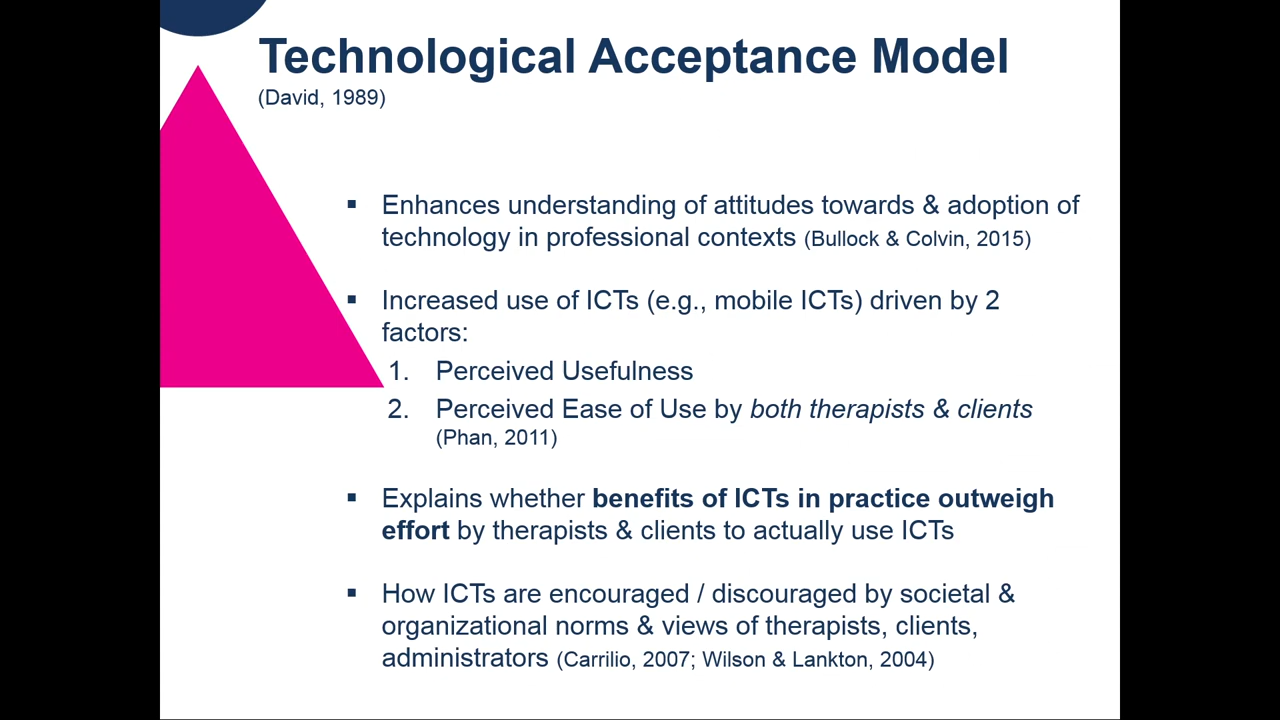 Technological Acceptance Model
(David, 1989)
▪ Enhances understanding of attitudes towards & adoption of
technology in professional contexts (Bullock & Colvin, 2015)
▪ Increased use of ICTs (e.g., mobile ICTs) driven by 2
factors:
1. Perceived Usefulness
2. Perceived Ease of Use by both therapists & clients
(Phan, 2011)
▪ Explains whether benefits of ICTs in practice outweigh
effort by therapists & clients to actually use ICTs
▪ How ICTs are encouraged / discouraged by societal &
organizational norms & views of therapists, clients,
administrators (Carrilio, 2007; Wilson & Lankton, 2004)